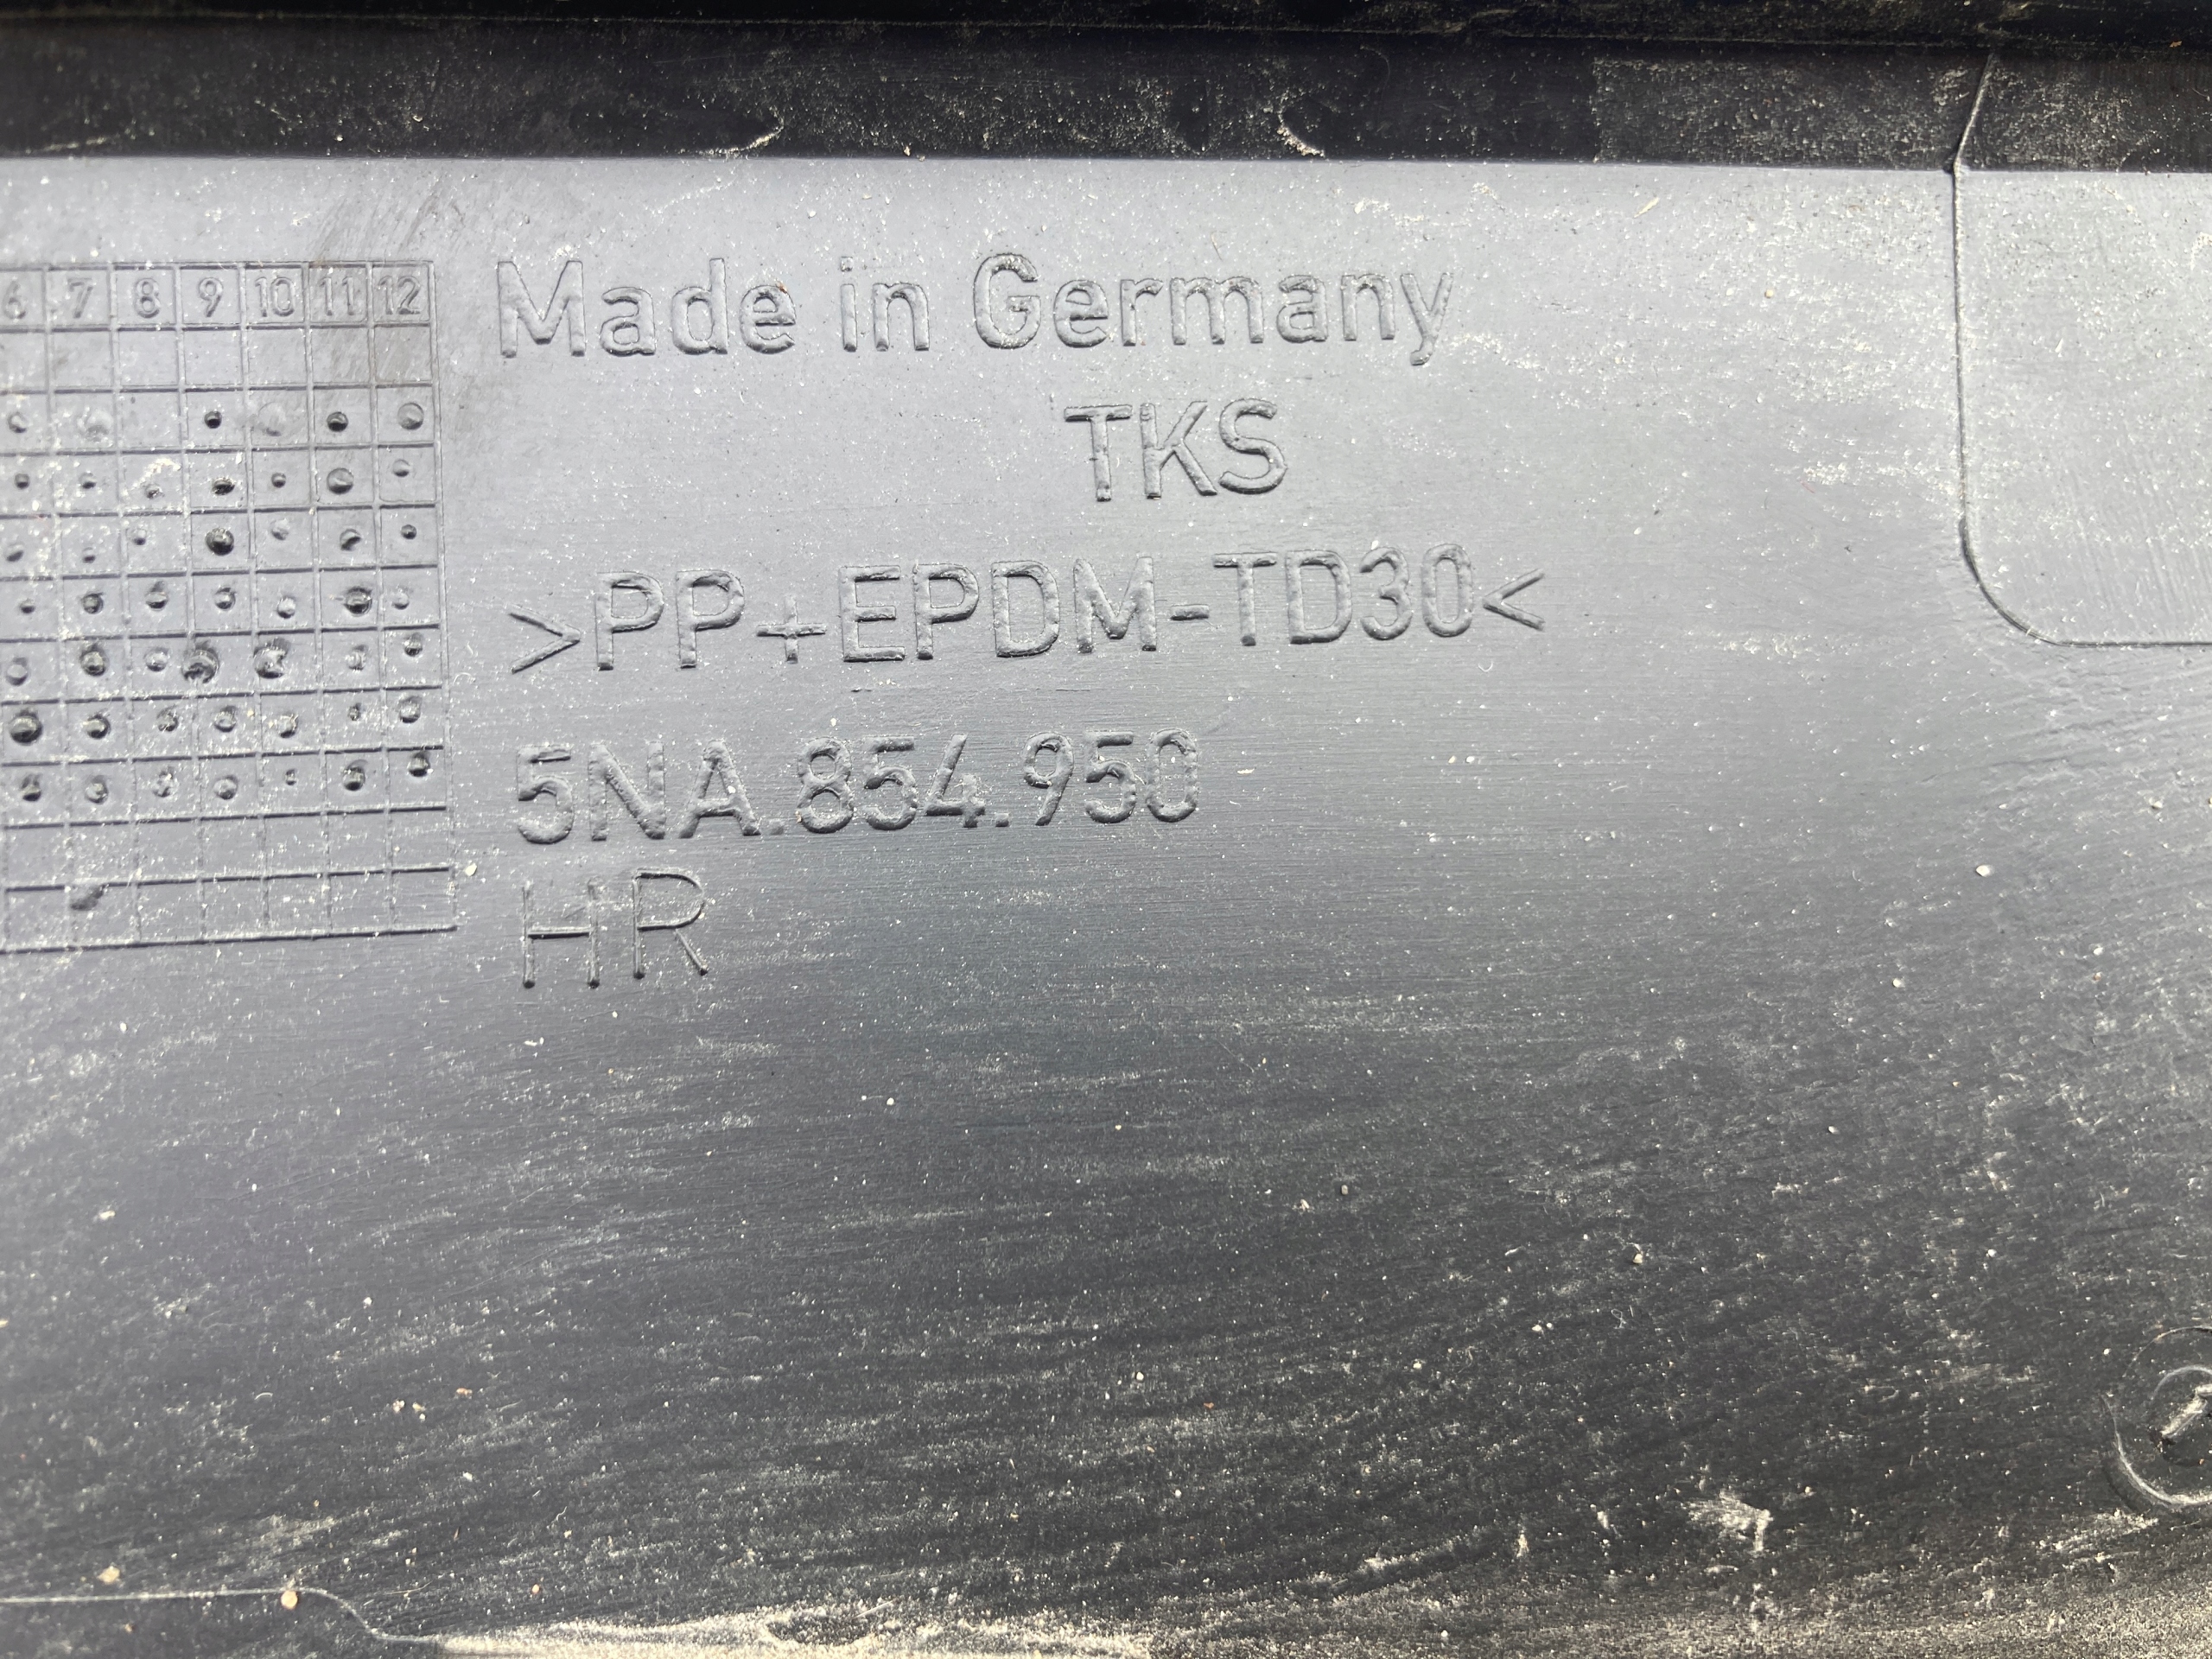 6 7 8 9 10 11 12
Made in Germany
TKS
>PP+EPDM-TD30<
5NA.854.950
HR